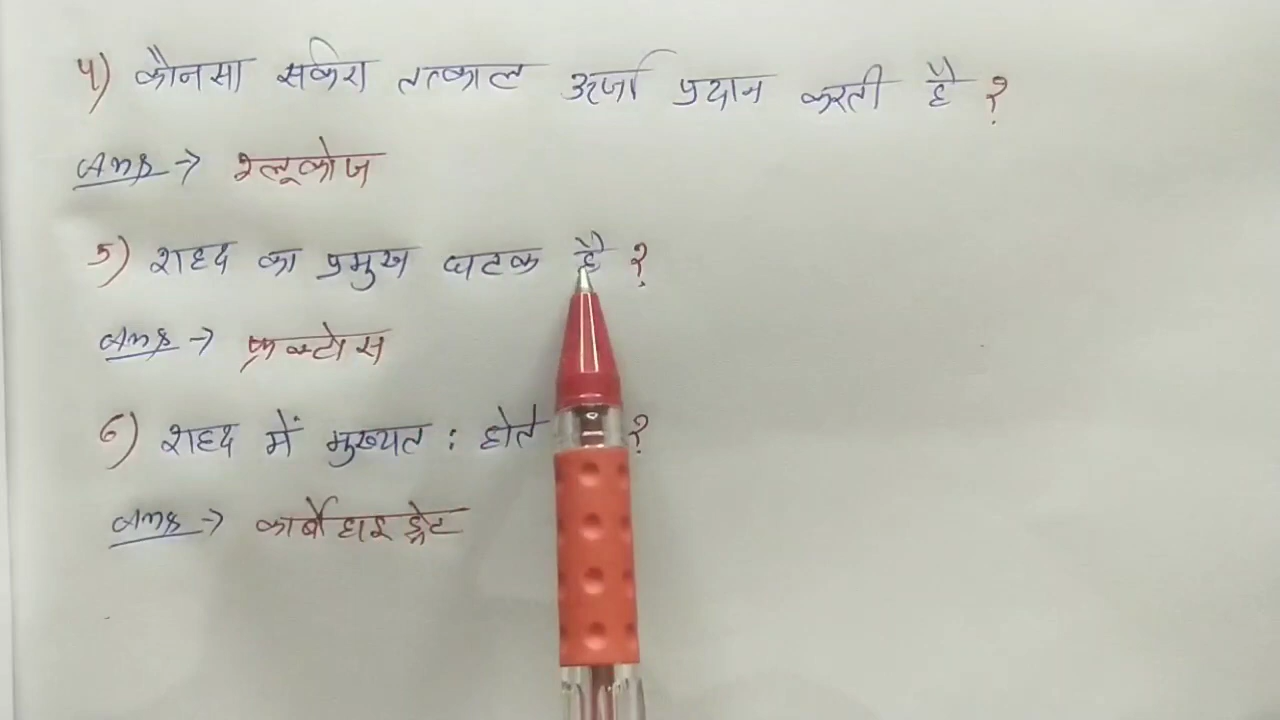 4) कौनसा सर्करा तत्काल ऊर्जा प्रदान करती है ?
Ans → ग्लूकोज
5) शहद का प्रमुख घटक है ?
Ans → फ्रक्टोस
6) शहद में मुख्यत : होते ?
Ans → कार्बोहाइड्रेट